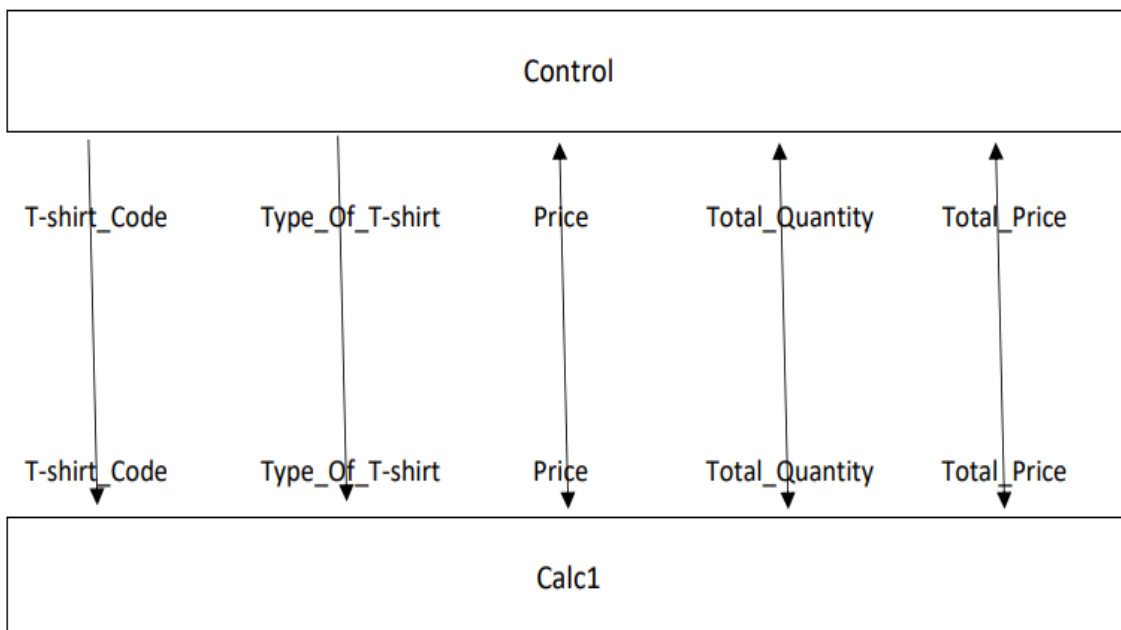 Control
T-shirt_Code Type_Of_T-shirt Price Total_Quantity Total_Price
T-shirt_Code Type_Of_T-shirt Price Total_Quantity Total_Price
Calc1